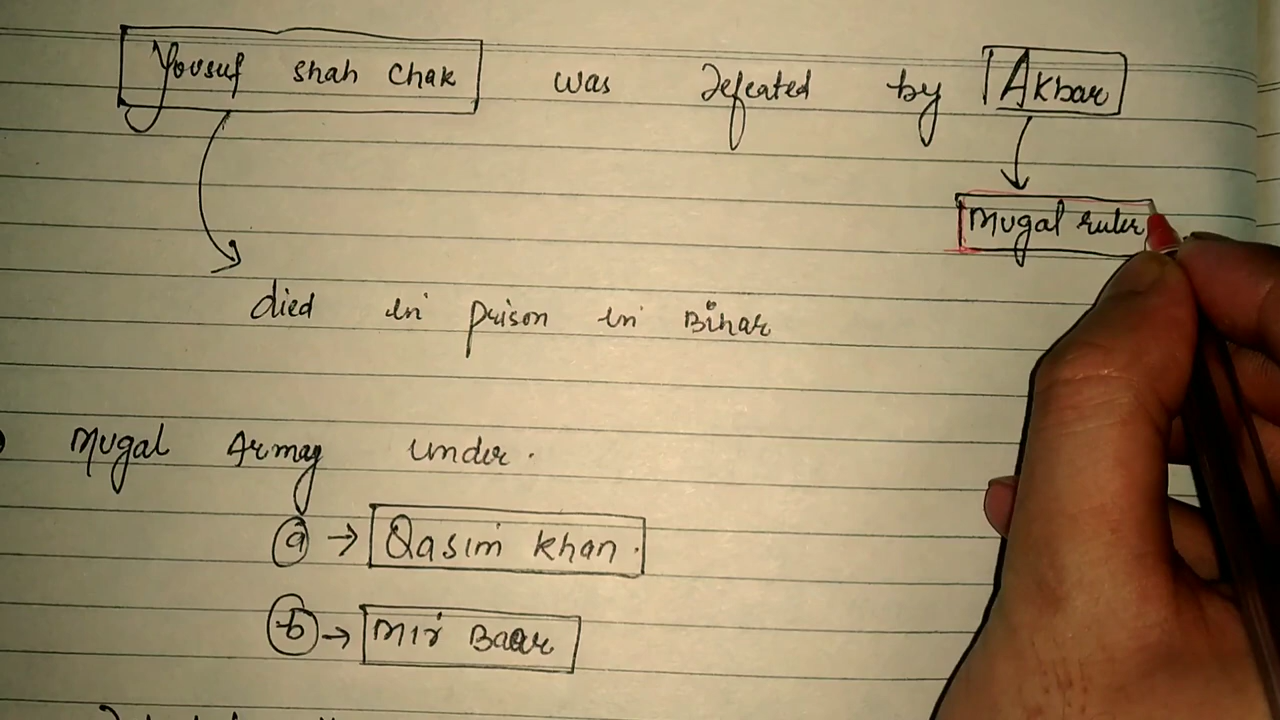 Yousuf shah Chak was defeated by Akbar
Mugal ruler
died in prison in Bihar
Mugal Armay under.
a → Qasim khan.
b → Mir Baar